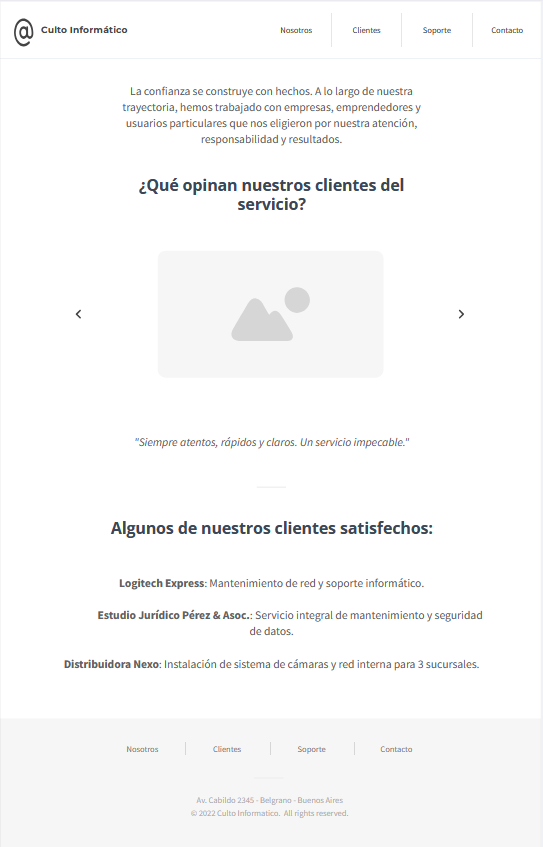 @ Culto Informático
Nosotros
Clientes
Soporte
Contacto
La confianza se construye con hechos. A lo largo de nuestra
trayectoria, hemos trabajado con empresas, emprendedores y
usuarios particulares que nos eligieron por nuestra atención,
responsabilidad y resultados.
¿Qué opinan nuestros clientes del
servicio?
"Siempre atentos, rápidos y claros. Un servicio impecable."
Algunos de nuestros clientes satisfechos:
Logitech Express: Mantenimiento de red y soporte informático.
Estudio Jurídico Pérez & Asoc.: Servicio integral de mantenimiento y seguridad
de datos.
Distribuidora Nexo: Instalación de sistema de cámaras y red interna para 3 sucursales.
Nosotros
Clientes
Soporte
Contacto
Av. Cabildo 2345 - Belgrano - Buenos Aires
© 2022 Culto Informatico. All rights reserved.